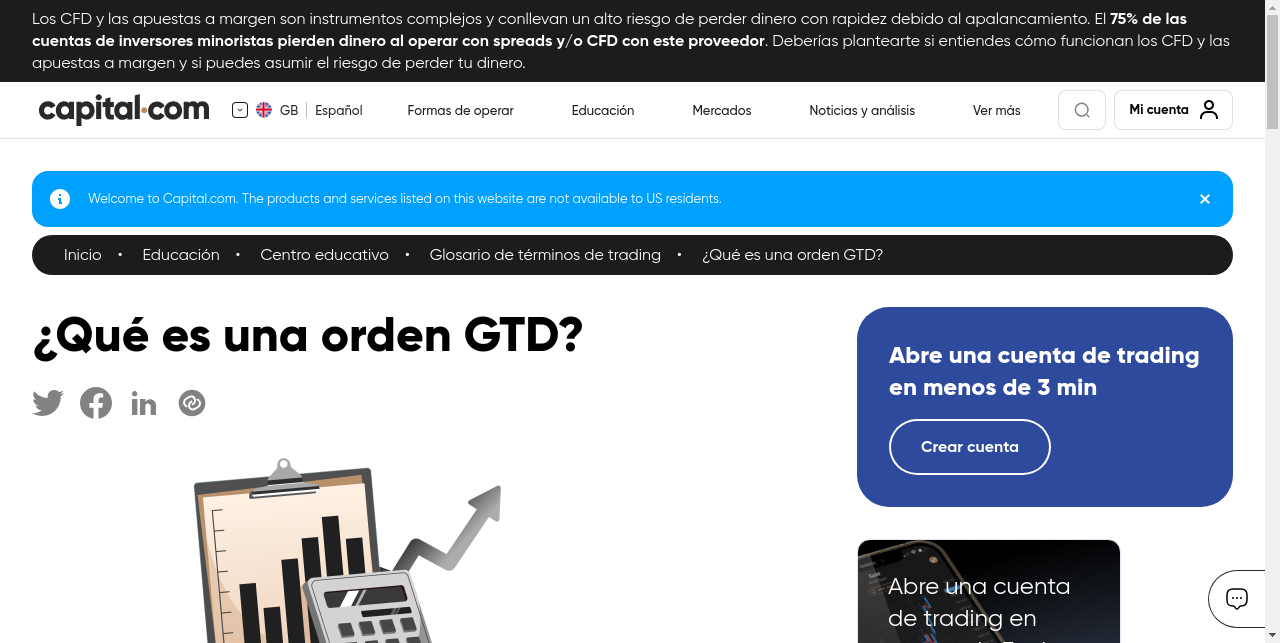 Los CFD y las apuestas a margen son instrumentos complejos y conllevan un alto riesgo de perder dinero con rapidez debido al apalancamiento. El 75% de las
cuentas de inversores minoristas pierden dinero al operar con spreads y/o CFD con este proveedor. Deberías plantearte si entiendes cómo funcionan los CFD y las
apuestas a margen y si puedes asumir el riesgo de perder tu dinero.
capital.com
GB Español
Formas de operar
Educación
Mercados
Noticias y análisis
Ver más
Mi cuenta
Welcome to Capital.com. The products and services listed on this website are not available to US residents.
Inicio • Educación • Centro educativo • Glosario de términos de trading • ¿Qué es una orden GTD?
¿Qué es una orden GTD?
Abre una cuenta de trading
en menos de 3 min
Crear cuenta
Abre una cuenta
de trading en